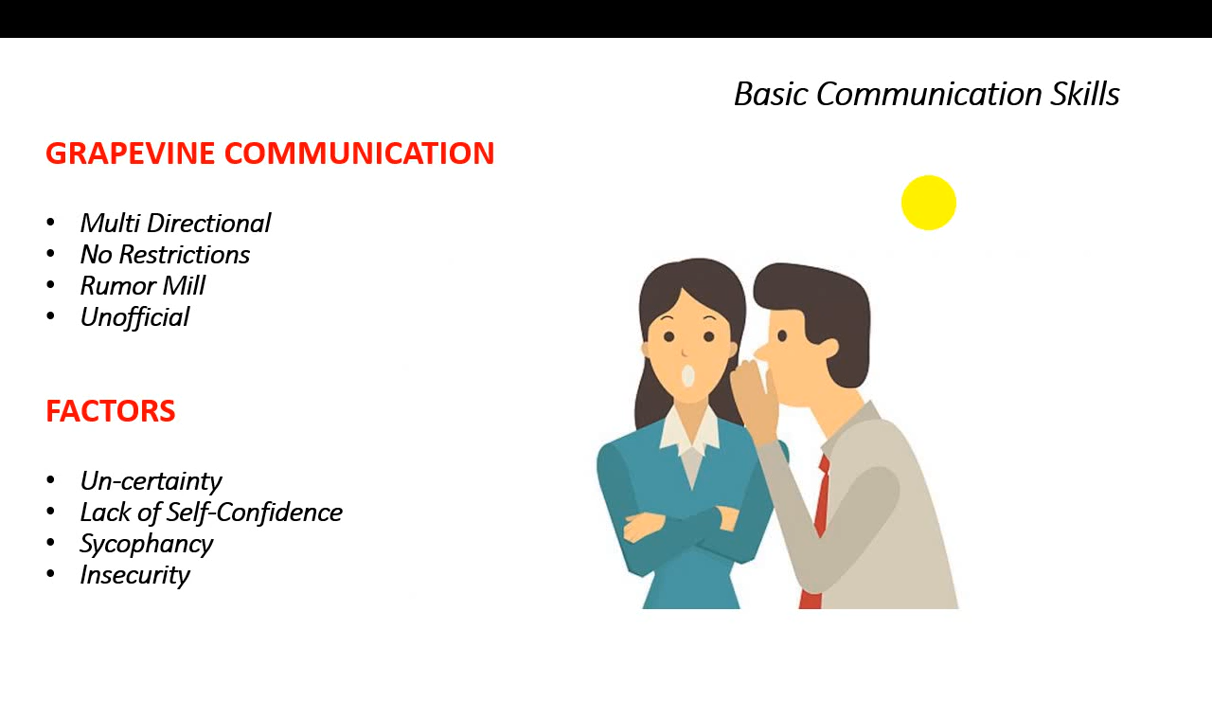 Basic Communication Skills
GRAPEVINE COMMUNICATION
• Multi Directional
• No Restrictions
• Rumor Mill
• Unofficial
FACTORS
• Un-certainty
• Lack of Self-Confidence
• Sycophancy
• Insecurity